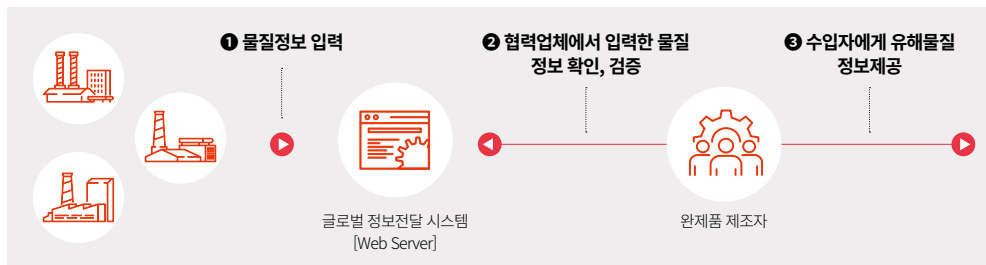 ❶ 물질정보 입력
❷ 협력업체에서 입력한 물질
정보 확인, 검증
❸ 수입자에게 유해물질
정보제공
글로벌 정보전달 시스템
[Web Server]
완제품 제조자